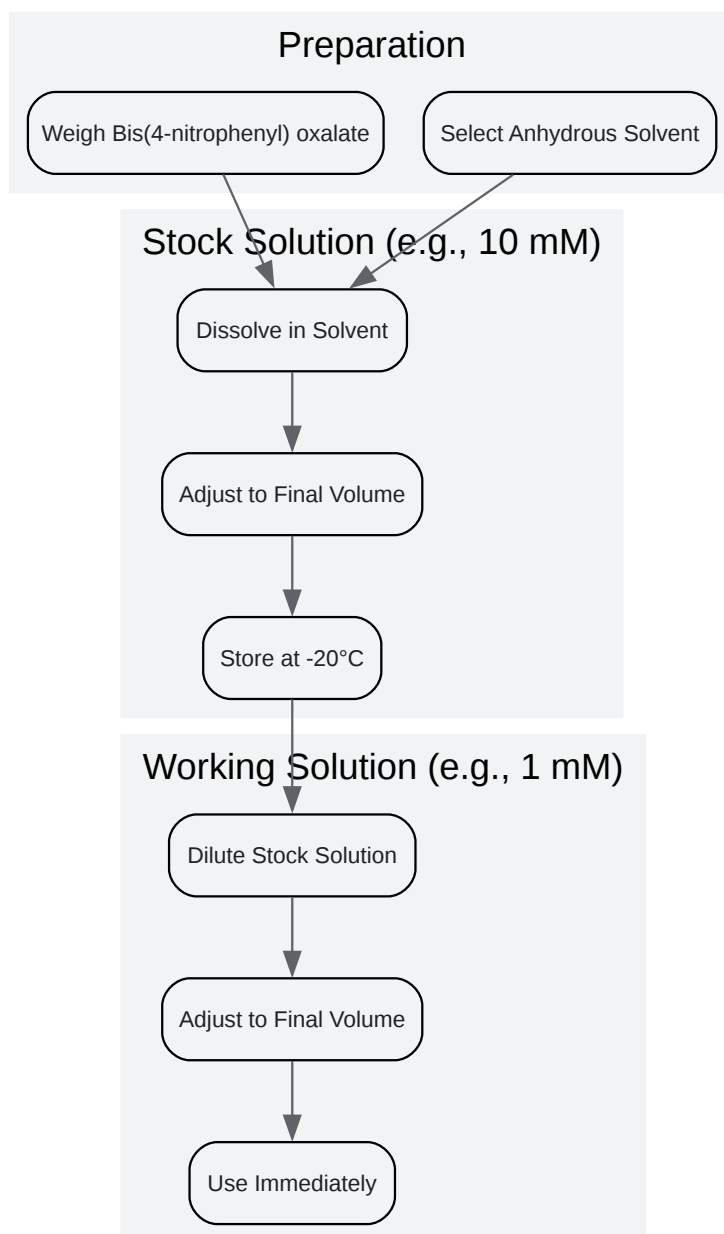 Preparation
Weigh Bis(4-nitrophenyl) oxalate
Select Anhydrous Solvent
Stock Solution (e.g., 10 mM)
Dissolve in Solvent
Adjust to Final Volume
Store at -20°C
Working Solution (e.g., 1 mM)
Dilute Stock Solution
Adjust to Final Volume
Use Immediately